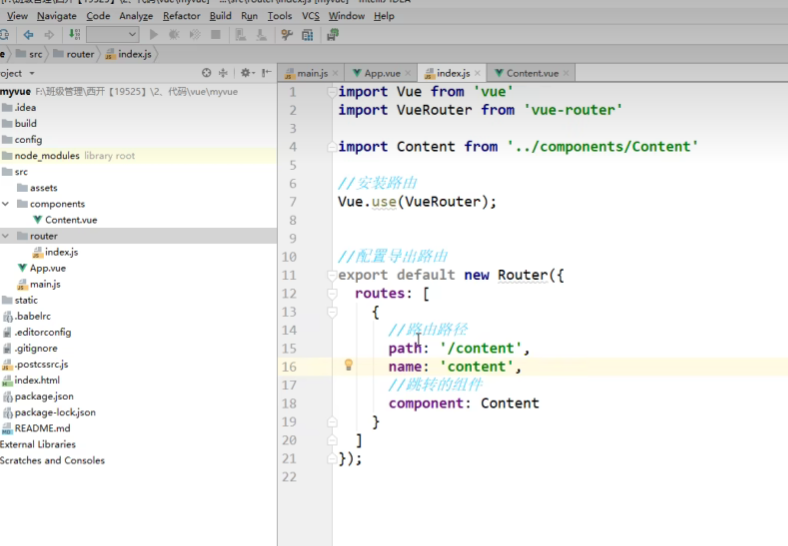 View Navigate Code Analyze Refactor Build Run Tools VCS Window Help
src router index.js
main.js App.vue index.js Content.vue
myvue F:\班级管理\西开【19525】\2、代码\vue\myvue
.idea
build
config
node_modules library root
src
assets
components
Content.vue
router
index.js
App.vue
main.js
static
.babelrc
.editorconfig
.gitignore
.postcssrc.js
index.html
package.json
package-lock.json
README.md
External Libraries
Scratches and Consoles
1 import Vue from 'vue'
2 import VueRouter from 'vue-router'
3
4 import Content from '../components/Content'
5
6 //安装路由
7 Vue.use(VueRouter);
8
9
10 //配置导出路由
11 export default new Router({
12 routes: [
13 {
14 //路由路径
15 path: '/content',
16 name: 'content',
17 //跳转的组件
18 component: Content
19 }
20 ]
21 });
22